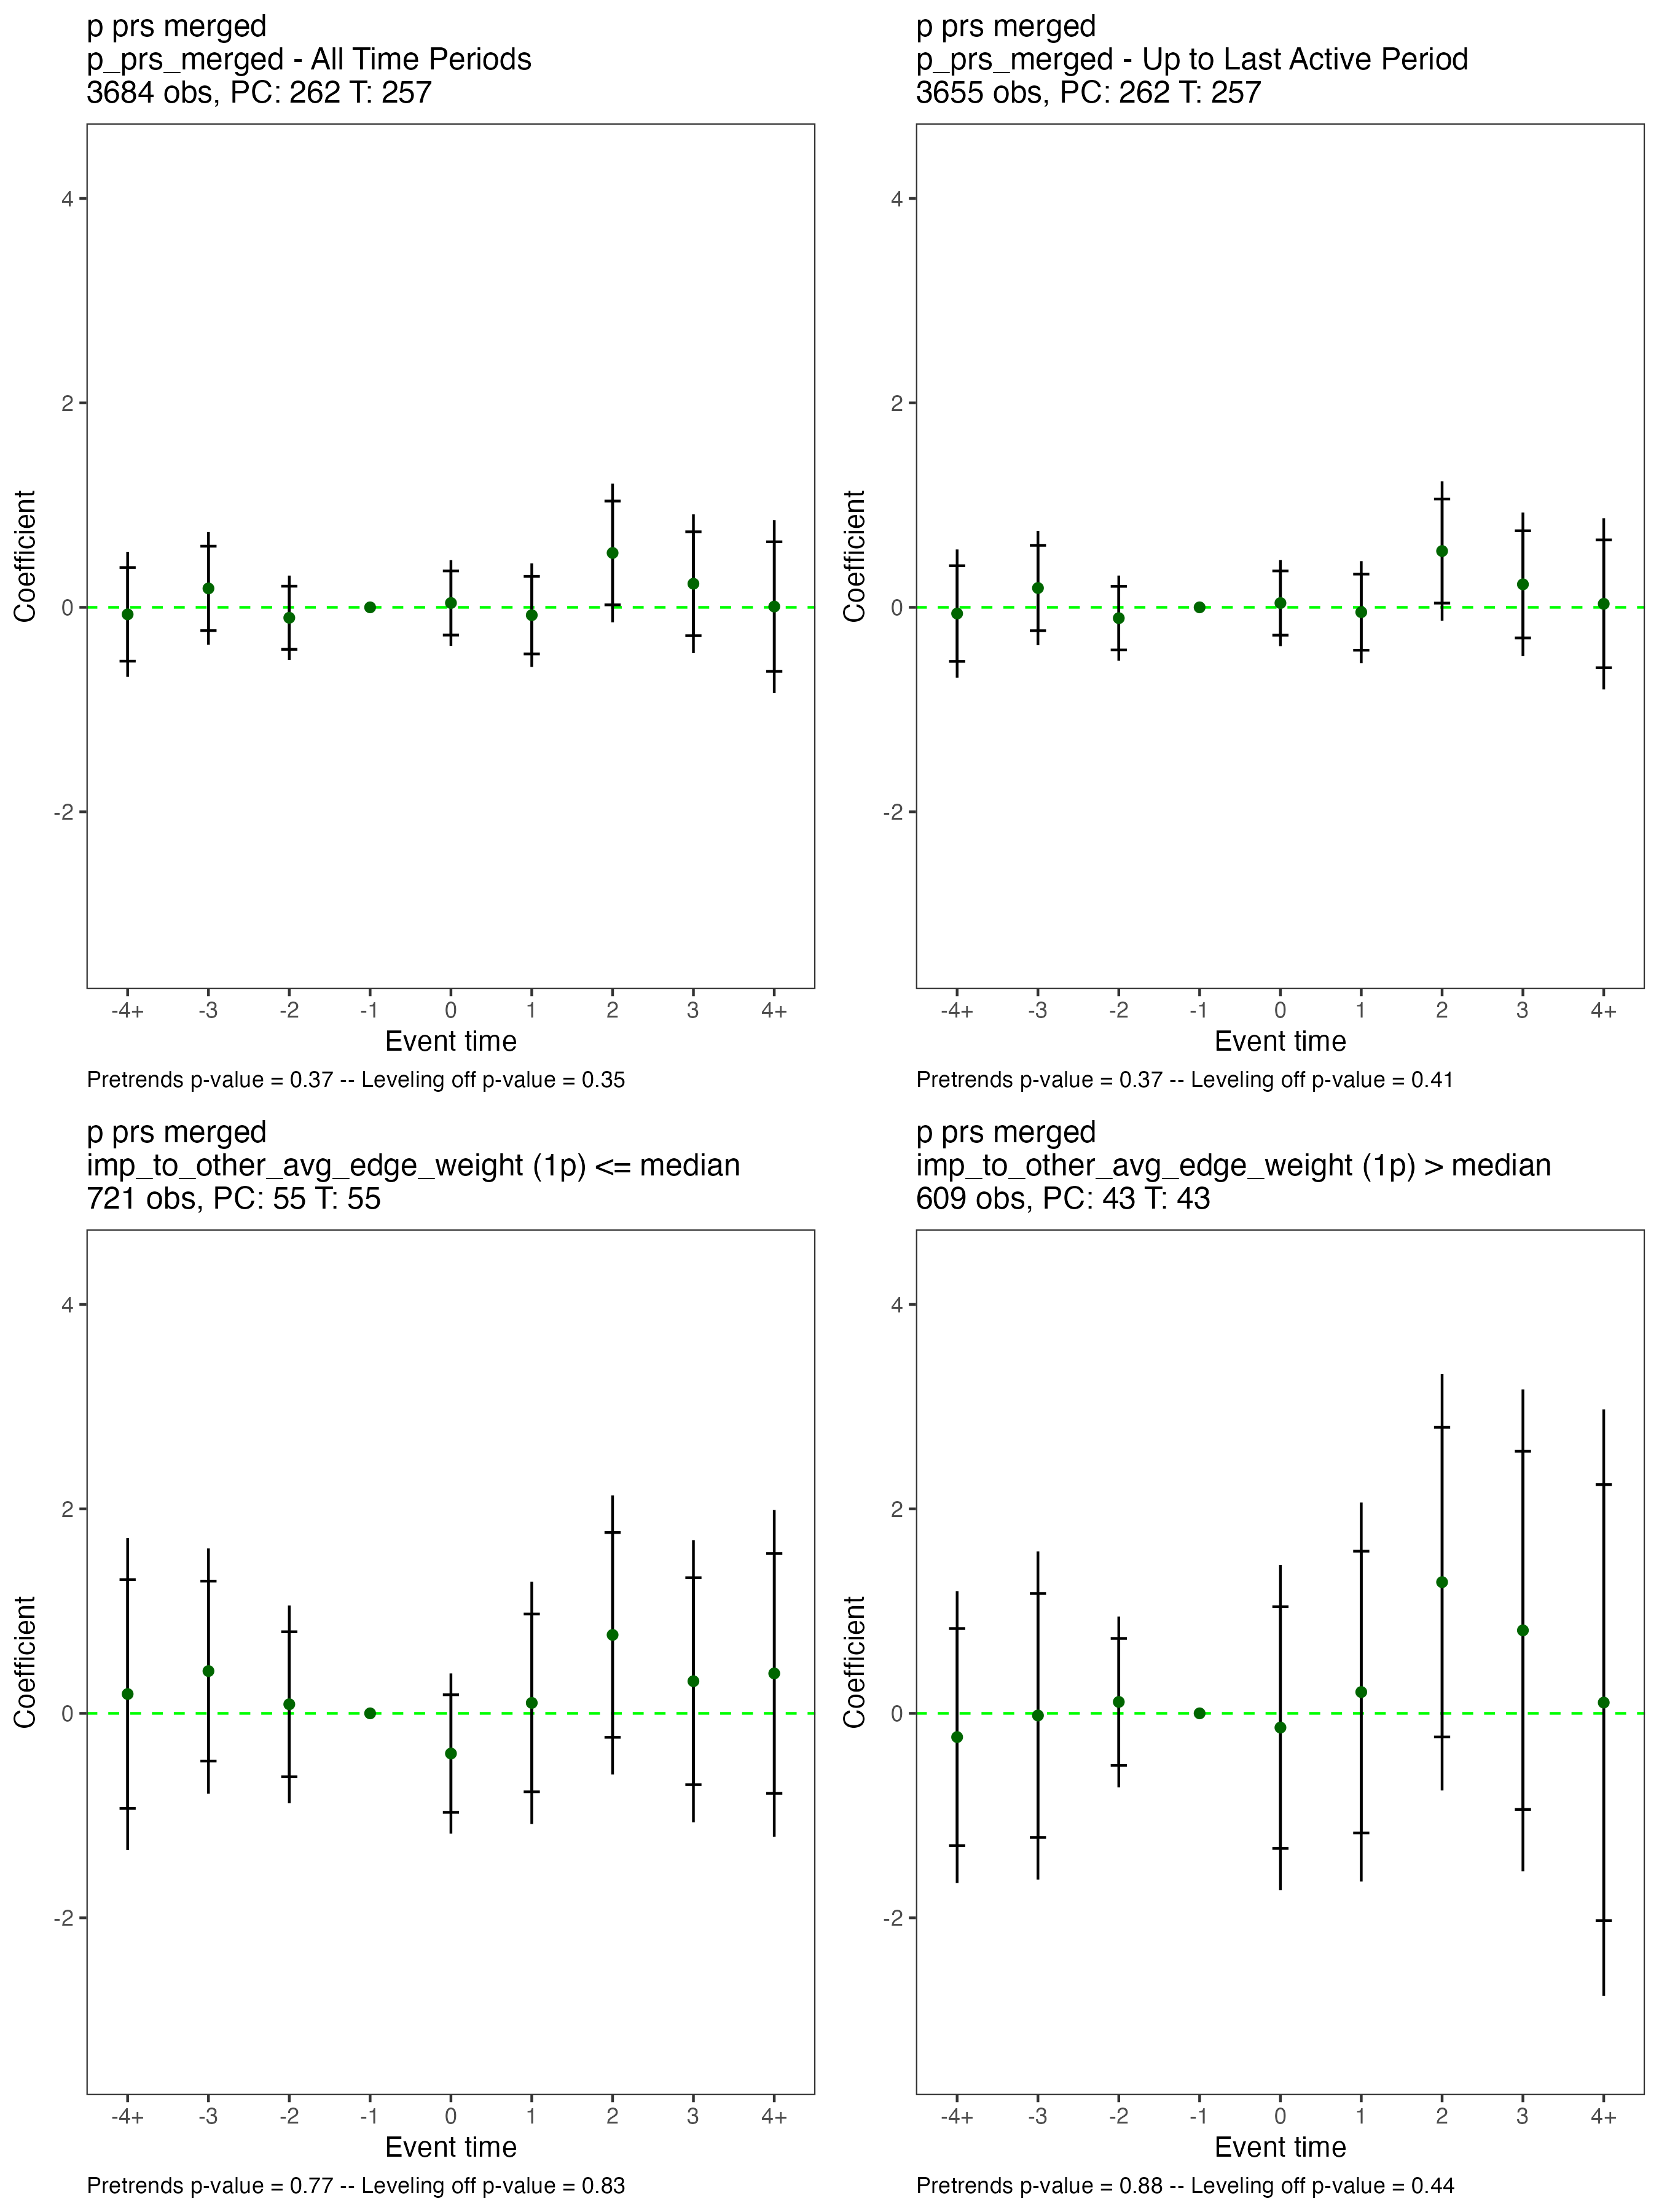 p prs merged
p_prs_merged - All Time Periods
3684 obs, PC: 262 T: 257
Coefficient
4
2
0
-2
-4+ -3 -2 -1 0 1 2 3 4+
Event time
Pretrends p-value = 0.37 -- Leveling off p-value = 0.35
p prs merged
p_prs_merged - Up to Last Active Period
3655 obs, PC: 262 T: 257
Coefficient
4
2
0
-2
-4+ -3 -2 -1 0 1 2 3 4+
Event time
Pretrends p-value = 0.37 -- Leveling off p-value = 0.41
p prs merged
imp_to_other_avg_edge_weight (1p) <= median
721 obs, PC: 55 T: 55
Coefficient
4
2
0
-2
-4+ -3 -2 -1 0 1 2 3 4+
Event time
Pretrends p-value = 0.77 -- Leveling off p-value = 0.83
p prs merged
imp_to_other_avg_edge_weight (1p) > median
609 obs, PC: 43 T: 43
Coefficient
4
2
0
-2
-4+ -3 -2 -1 0 1 2 3 4+
Event time
Pretrends p-value = 0.88 -- Leveling off p-value = 0.44